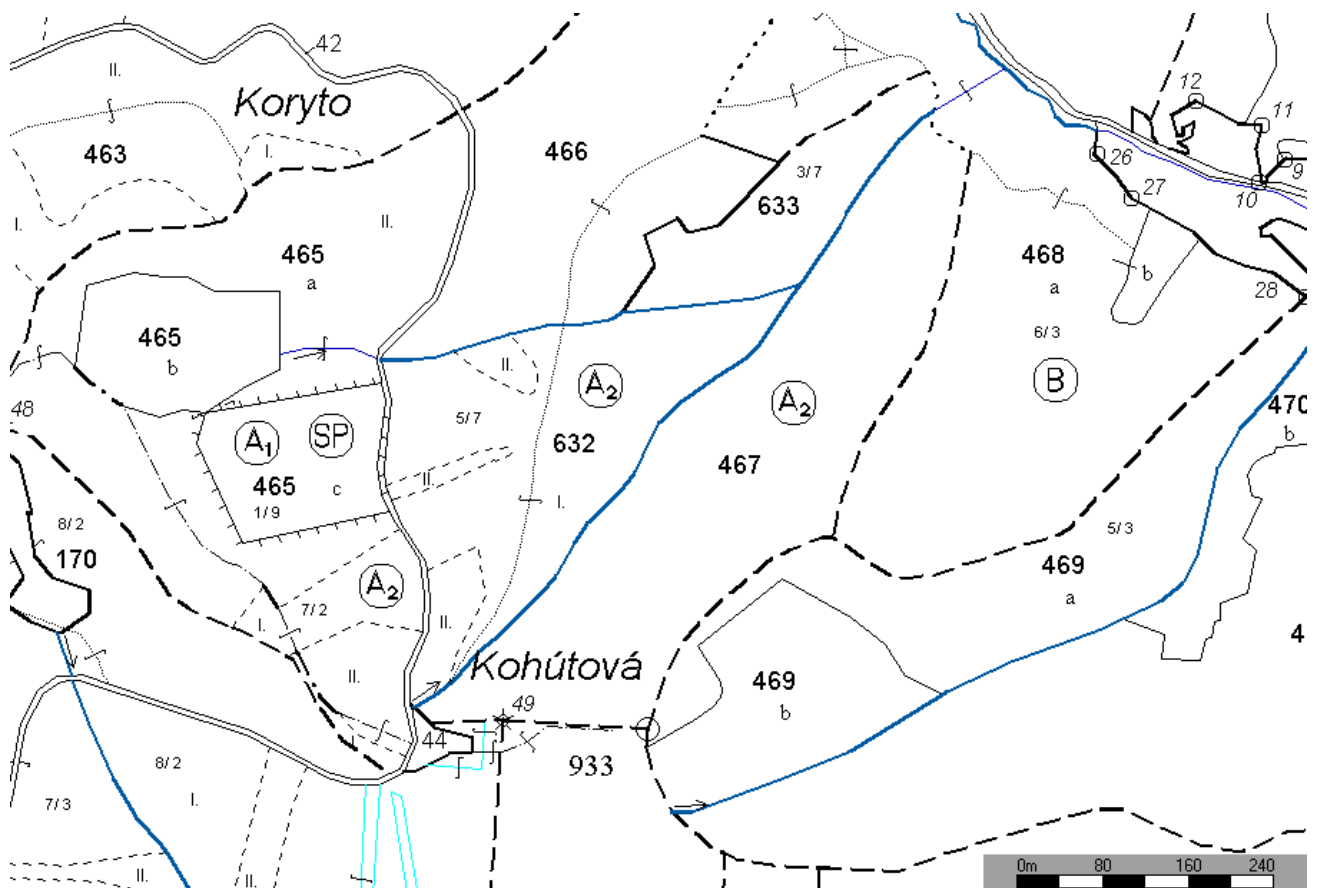 42
II.
Koryto
12
11
463
I.
466
26
9
3/7
10
633
27
I.
II.
465
a
468
b
a
28
465
b
6/3
II.
A2
B
A2
48
470
b
5/7
A1
SP
632
467
465
c
II.
1/9
I.
8/2
5/3
170
469
a
A2
7/2
I.
II.
4
Kohútová
II.
469
b
49
I.
44
933
8/2
I.
7/3
II.
II.
0m 80 160 240